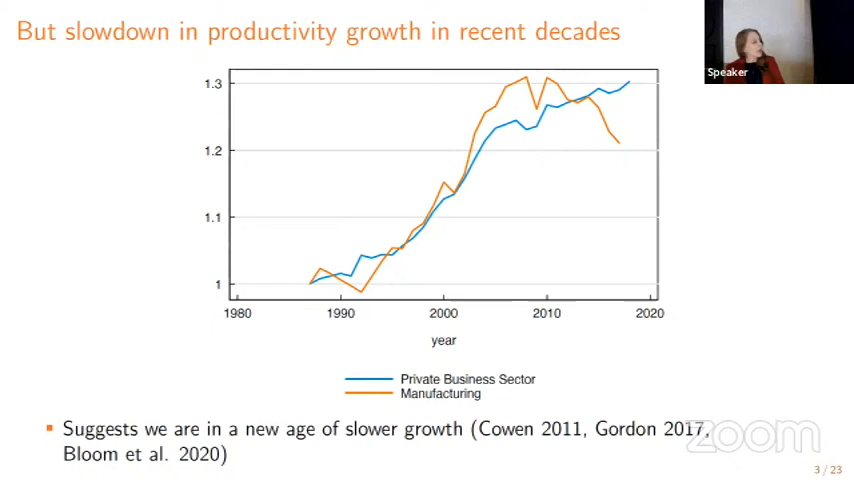 But slowdown in productivity growth in recent decades
Speaker
1.3
1.2
1.1
1
1980
1990
2000
2010
2020
year
Private Business Sector
Manufacturing
Suggests we are in a new age of slower growth (Cowen 2011, Gordon 2017,
Bloom et al. 2020)
zoom
3 / 23